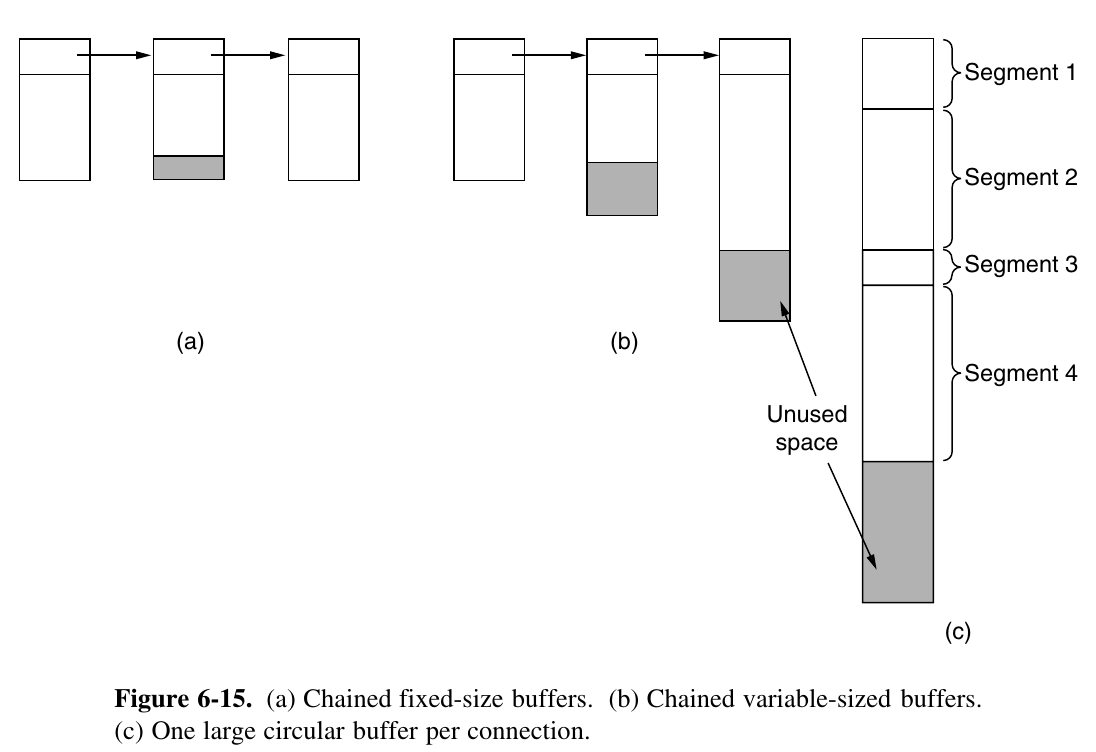 Segment 1
Segment 2
Segment 3
(a)
(b)
Segment 4
Unused
space
(c)
Figure 6-15. (a) Chained fixed-size buffers. (b) Chained variable-sized buffers.
(c) One large circular buffer per connection.